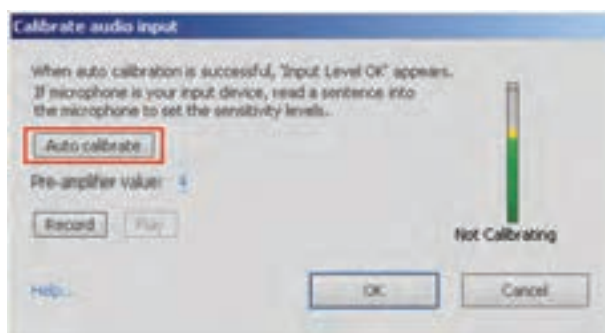 Calibrate audio input
When auto calibration is successful, 'Input Level OK' appears.
If microphone is your input device, read a sentence into
the microphone to set the sensitivity levels.
Auto calibrate
Pre-amplifier value:
Record Play
Not Calibrating
Help...
OK Cancel